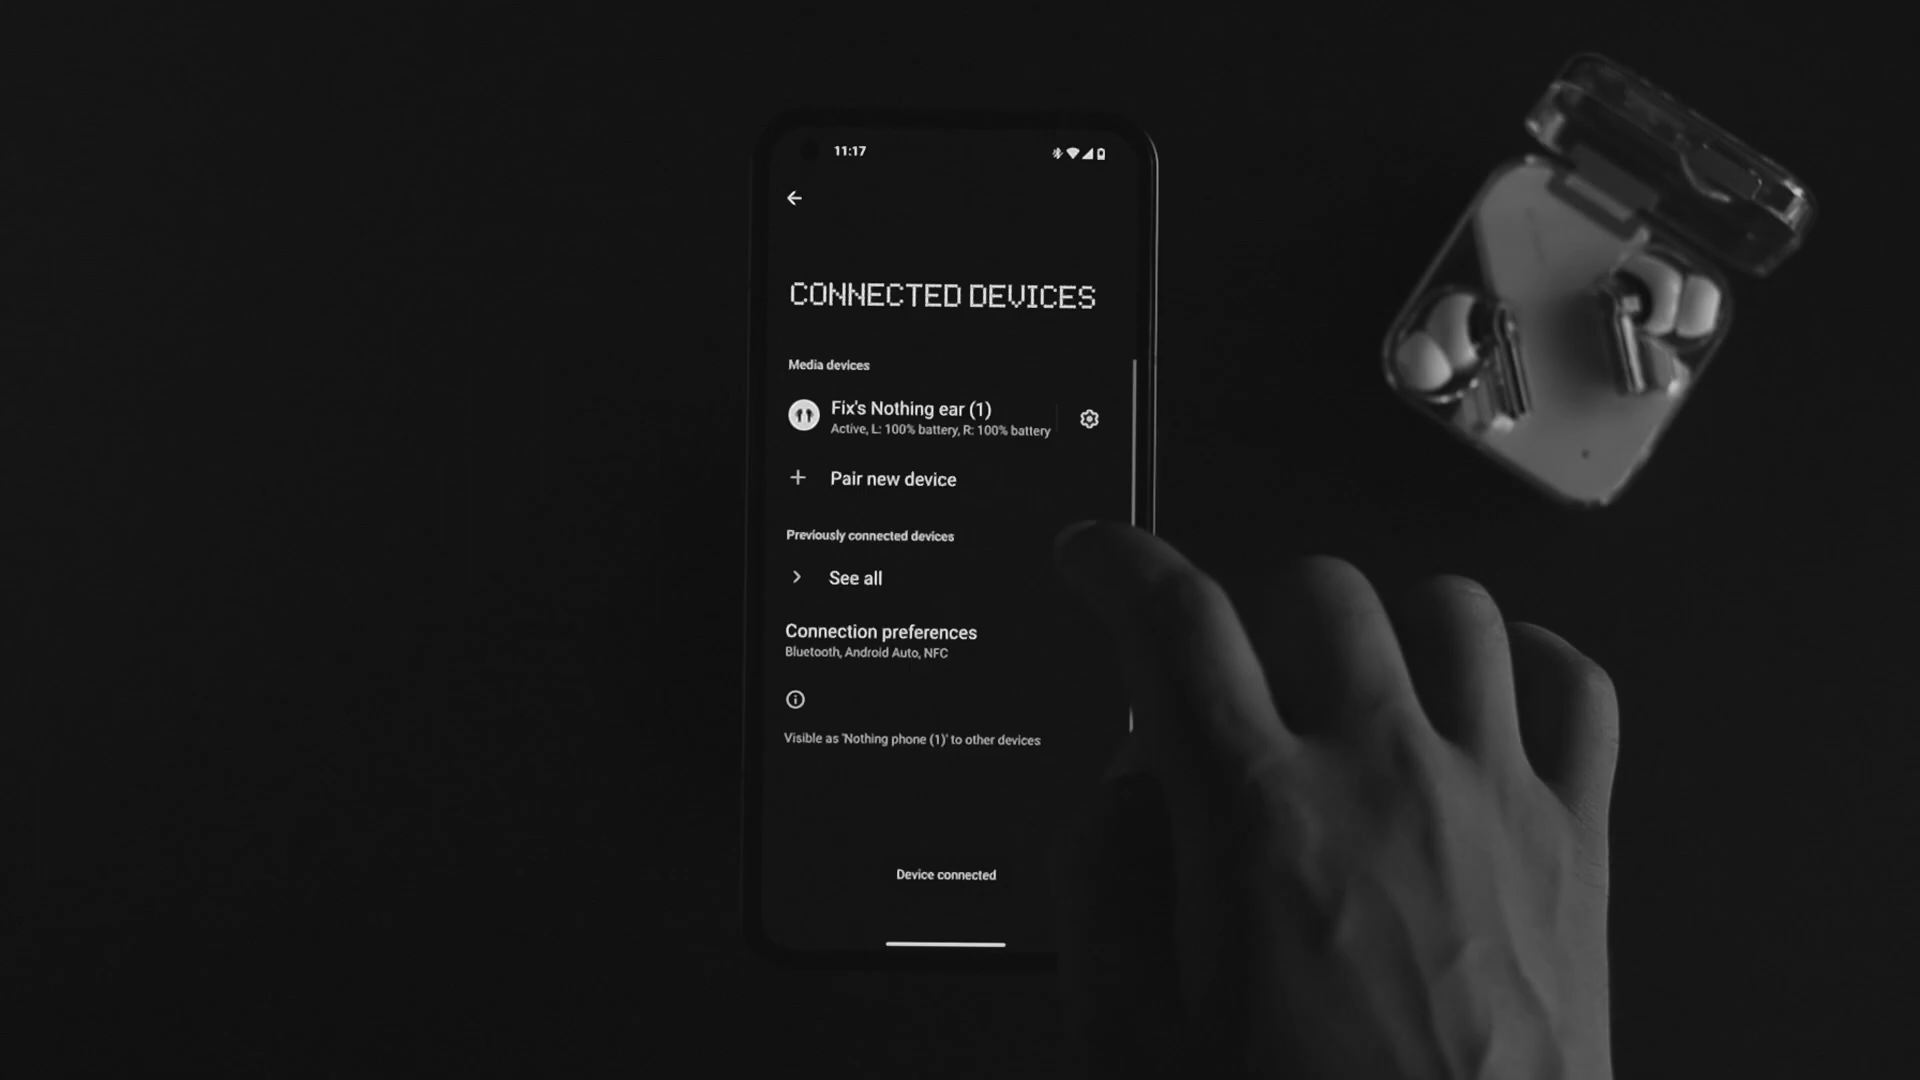 11:17
CONNECTED DEVICES
Media devices
Fix's Nothing ear (1)
Active, L: 100% battery, R: 100% battery
Pair new device
Previously connected devices
See all
Connection preferences
Bluetooth, Android Auto, NFC
Visible as 'Nothing phone (1)' to other devices
Device connected